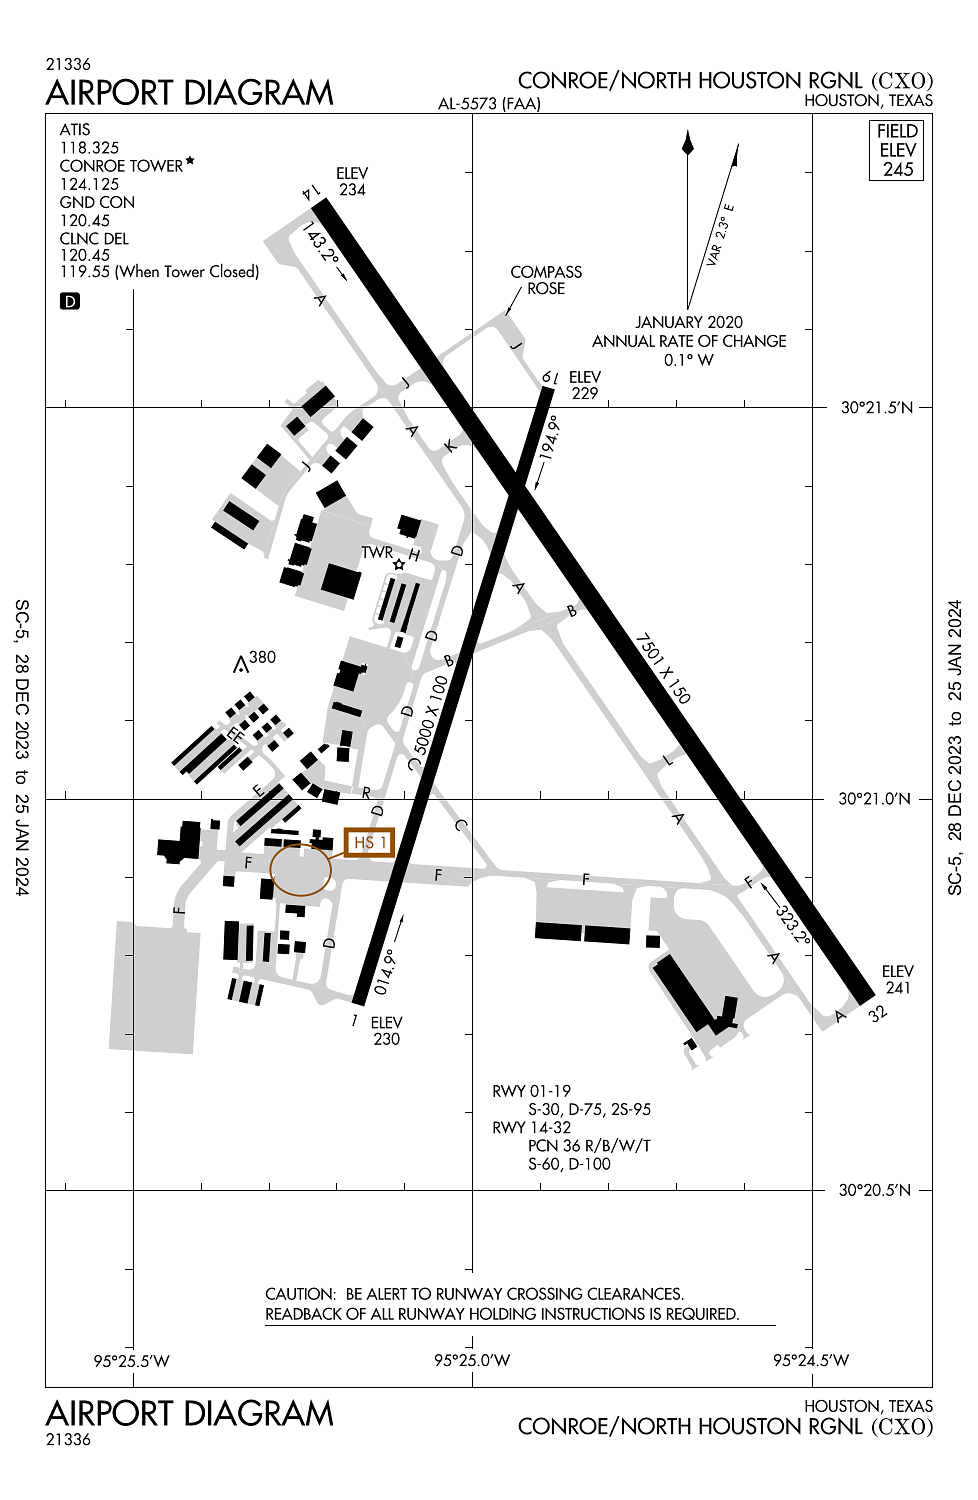 21336
AIRPORT DIAGRAM
AL-5573 (FAA)
CONROE/NORTH HOUSTON RGNL (CXO)
HOUSTON, TEXAS
ATIS
118.325
CONROE TOWER★
124.125
GND CON
120.45
CLNC DEL
120.45
119.55 (When Tower Closed)
D
FIELD
ELEV
245
VAR 2.3° E
JANUARY 2020
ANNUAL RATE OF CHANGE
0.1° W
14
ELEV
234
143.2°
A
COMPASS
ROSE
J
J
19
ELEV
229
194.9°
30°21.5'N
A
K
J
TWR
H
D
A
B
D
B
7501 X 150
380
D
5000 X 100
EE
C
L
E
R
30°21.0'N
D
C
A
HS 1
F
F
F
F
F
323.2°
D
A
014.9°
ELEV
241
A
32
1
ELEV
230
RWY 01-19
S-30, D-75, 2S-95
RWY 14-32
PCN 36 R/B/W/T
S-60, D-100
30°20.5'N
CAUTION: BE ALERT TO RUNWAY CROSSING CLEARANCES.
READBACK OF ALL RUNWAY HOLDING INSTRUCTIONS IS REQUIRED.
95°25.5'W
95°25.0'W
95°24.5'W
SC-5, 28 DEC 2023 to 25 JAN 2024
SC-5, 28 DEC 2023 to 25 JAN 2024
AIRPORT DIAGRAM
21336
HOUSTON, TEXAS
CONROE/NORTH HOUSTON RGNL (CXO)